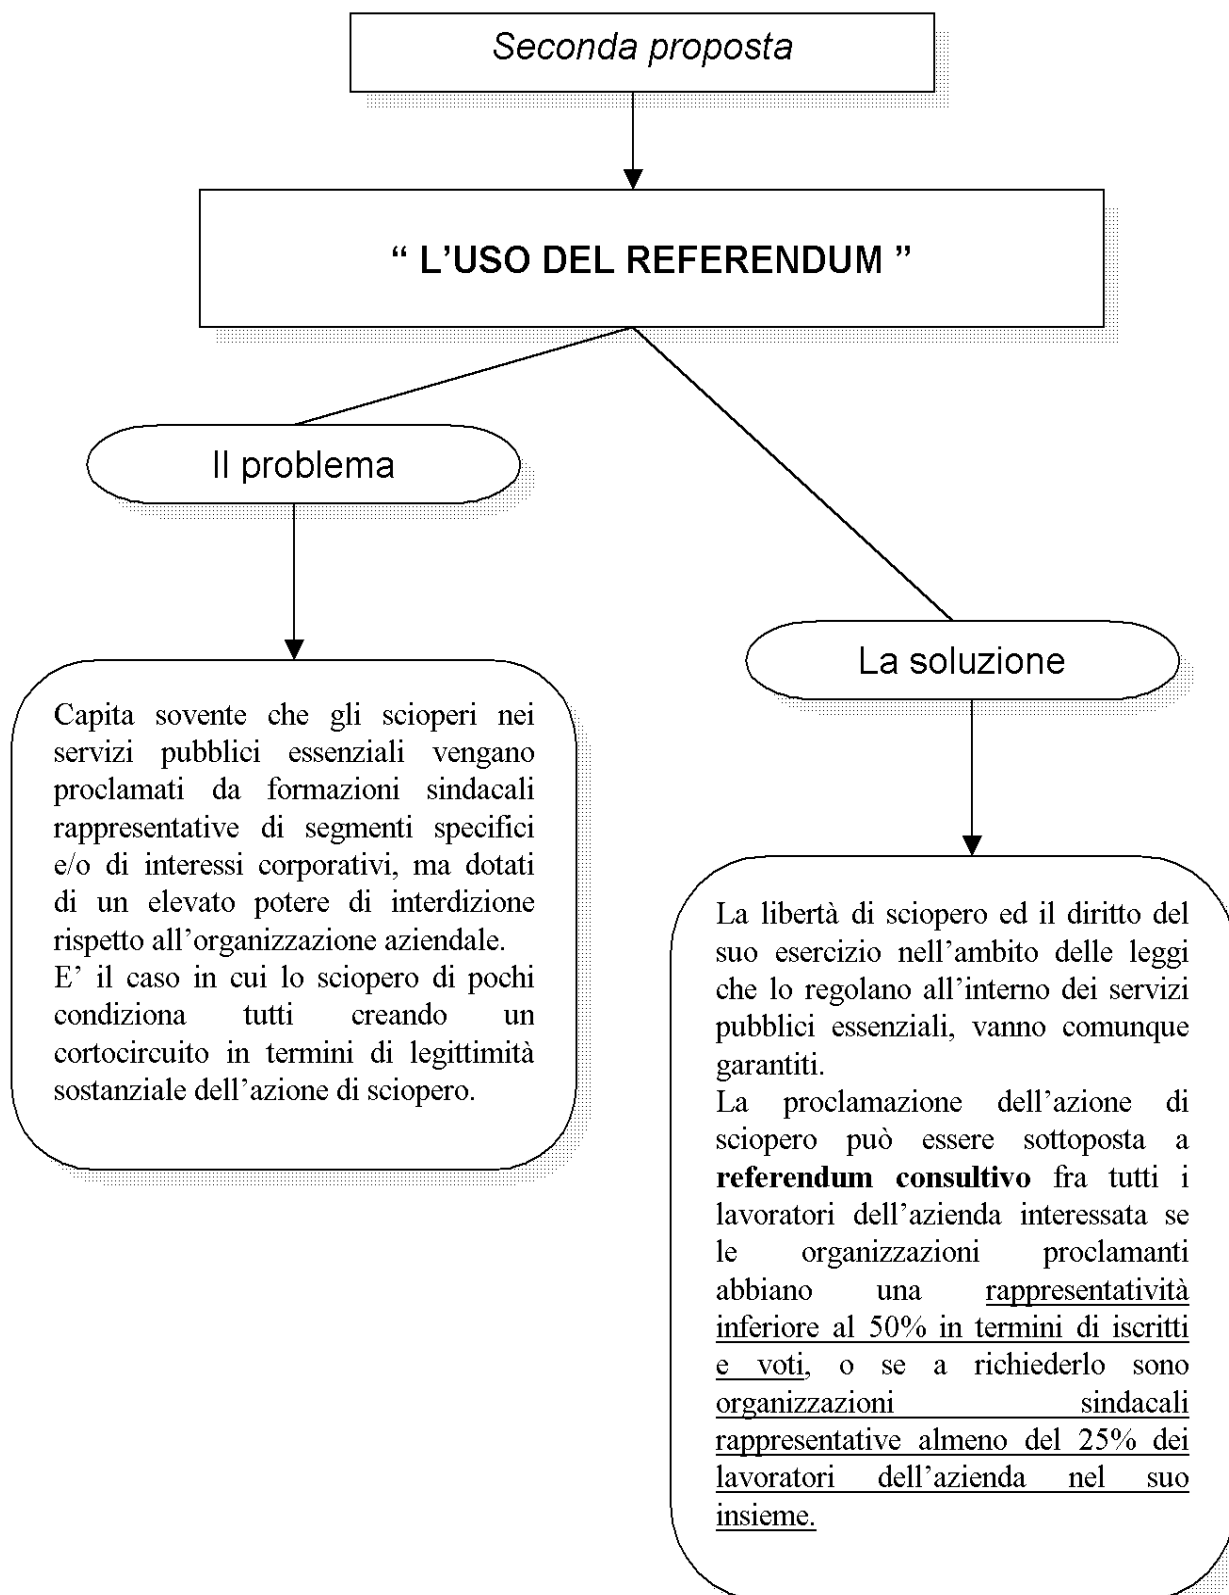 Seconda proposta
“ L’USO DEL REFERENDUM ”
Il problema
Capita sovente che gli scioperi nei
servizi pubblici essenziali vengano
proclamati da formazioni sindacali
rappresentative di segmenti specifici
e/o di interessi corporativi, ma dotati
di un elevato potere di interdizione
rispetto all’organizzazione aziendale.
E’ il caso in cui lo sciopero di pochi
condiziona tutti creando un
cortocircuito in termini di legittimità
sostanziale dell’azione di sciopero.
La soluzione
La libertà di sciopero ed il diritto del
suo esercizio nell’ambito delle leggi
che lo regolano all’interno dei servizi
pubblici essenziali, vanno comunque
garantiti.
La proclamazione dell’azione di
sciopero può essere sottoposta a
referendum consultivo fra tutti i
lavoratori dell’azienda interessata se
le organizzazioni proclamanti
abbiano una rappresentatività
inferiore al 50% in termini di iscritti
e voti, o se a richiederlo sono
organizzazioni sindacali
rappresentative almeno del 25% dei
lavoratori dell’azienda nel suo
insieme.